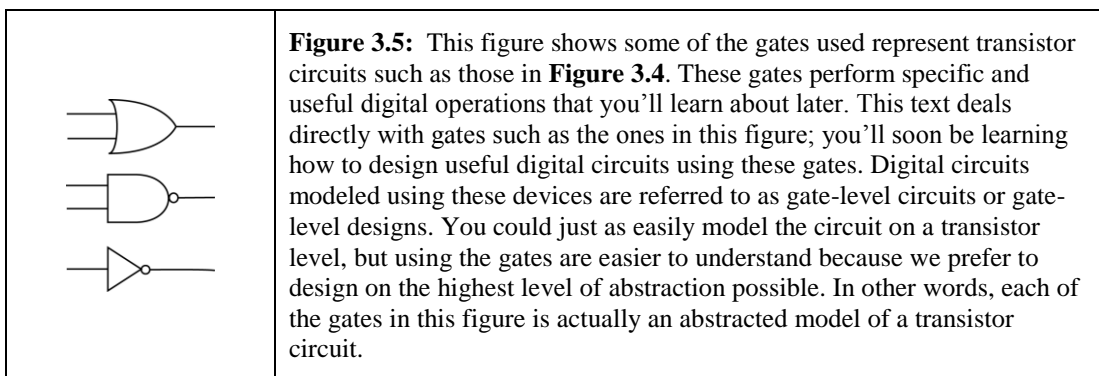 Figure 3.5: This figure shows some of the gates used represent transistor
circuits such as those in Figure 3.4. These gates perform specific and
useful digital operations that you'll learn about later. This text deals
directly with gates such as the ones in this figure; you'll soon be learning
how to design useful digital circuits using these gates. Digital circuits
modeled using these devices are referred to as gate-level circuits or gate-
level designs. You could just as easily model the circuit on a transistor
level, but using the gates are easier to understand because we prefer to
design on the highest level of abstraction possible. In other words, each of
the gates in this figure is actually an abstracted model of a transistor
circuit.